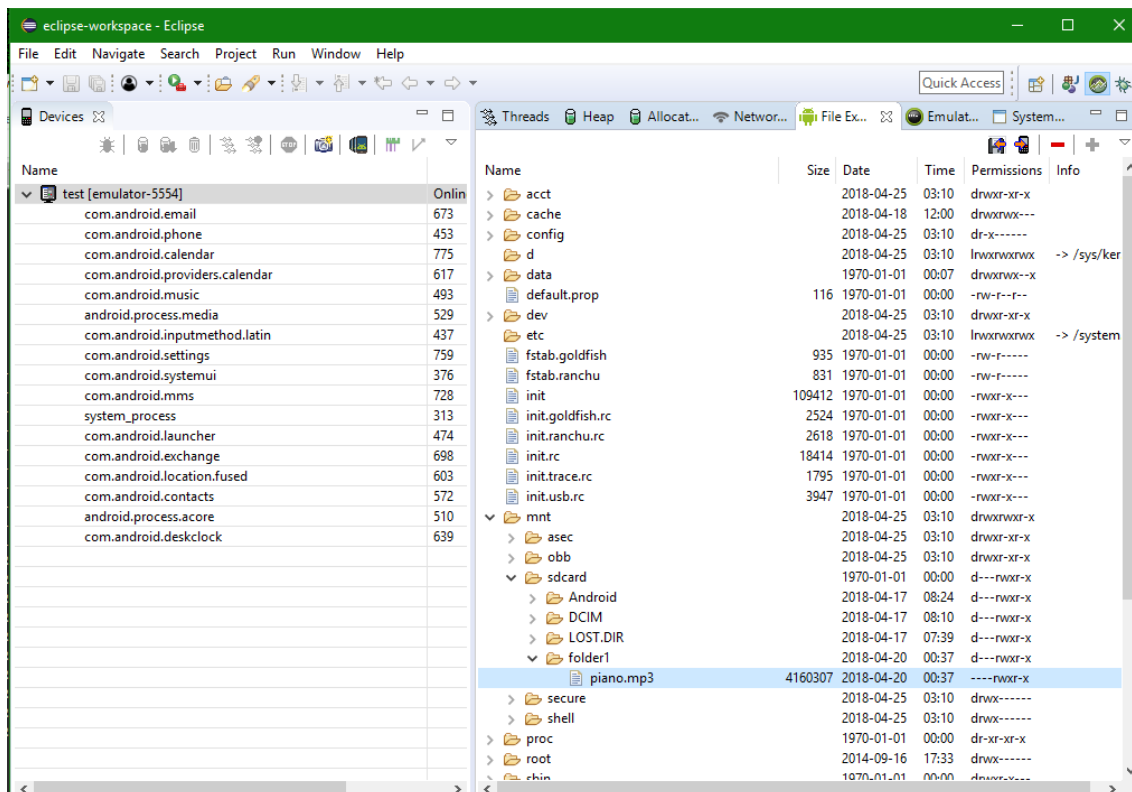 eclipse-workspace - Eclipse
File Edit Navigate Search Project Run Window Help
Quick Access
Devices
Threads Heap Allocat... Networ... File Ex... Emulat... System...
Name
test [emulator-5554] Onlin
com.android.email 673
com.android.phone 453
com.android.calendar 775
com.android.providers.calendar 617
com.android.music 493
android.process.media 529
com.android.inputmethod.latin 437
com.android.settings 759
com.android.systemui 376
com.android.mms 728
system_process 313
com.android.launcher 474
com.android.exchange 698
com.android.location.fused 603
com.android.contacts 572
android.process.acore 510
com.android.deskclock 639
Name Size Date Time Permissions Info
acct 2018-04-25 03:10 drwxr-xr-x
cache 2018-04-18 12:00 drwxrwx---
config 2018-04-25 03:10 dr-x------
d 2018-04-25 03:10 lrwxrwxrwx -> /sys/ker
data 1970-01-01 00:07 drwxrwx--x
default.prop 116 1970-01-01 00:00 -rw-r--r--
dev 2018-04-25 03:10 drwxr-xr-x
etc 2018-04-25 03:10 lrwxrwxrwx -> /system
fstab.goldfish 935 1970-01-01 00:00 -rw-r-----
fstab.ranchu 831 1970-01-01 00:00 -rw-r-----
init 109412 1970-01-01 00:00 -rwxr-x---
init.goldfish.rc 2524 1970-01-01 00:00 -rwxr-x---
init.ranchu.rc 2618 1970-01-01 00:00 -rwxr-x---
init.rc 18414 1970-01-01 00:00 -rwxr-x---
init.trace.rc 1795 1970-01-01 00:00 -rwxr-x---
init.usb.rc 3947 1970-01-01 00:00 -rwxr-x---
mnt 2018-04-25 03:10 drwxrwxr-x
asec 2018-04-25 03:10 drwxr-xr-x
obb 2018-04-25 03:10 drwxr-xr-x
sdcard 1970-01-01 00:00 d---rwxr-x
Android 2018-04-17 08:24 d---rwxr-x
DCIM 2018-04-17 08:10 d---rwxr-x
LOST.DIR 2018-04-17 07:39 d---rwxr-x
folder1 2018-04-20 00:37 d---rwxr-x
piano.mp3 4160307 2018-04-20 00:37 ----rwxr-x
secure 2018-04-25 03:10 drwx------
shell 2018-04-25 03:10 drwx------
proc 1970-01-01 00:00 dr-xr-xr-x
root 2014-09-16 17:33 drwx------
sbin 1970-01-01 00:00 drwxr-x---